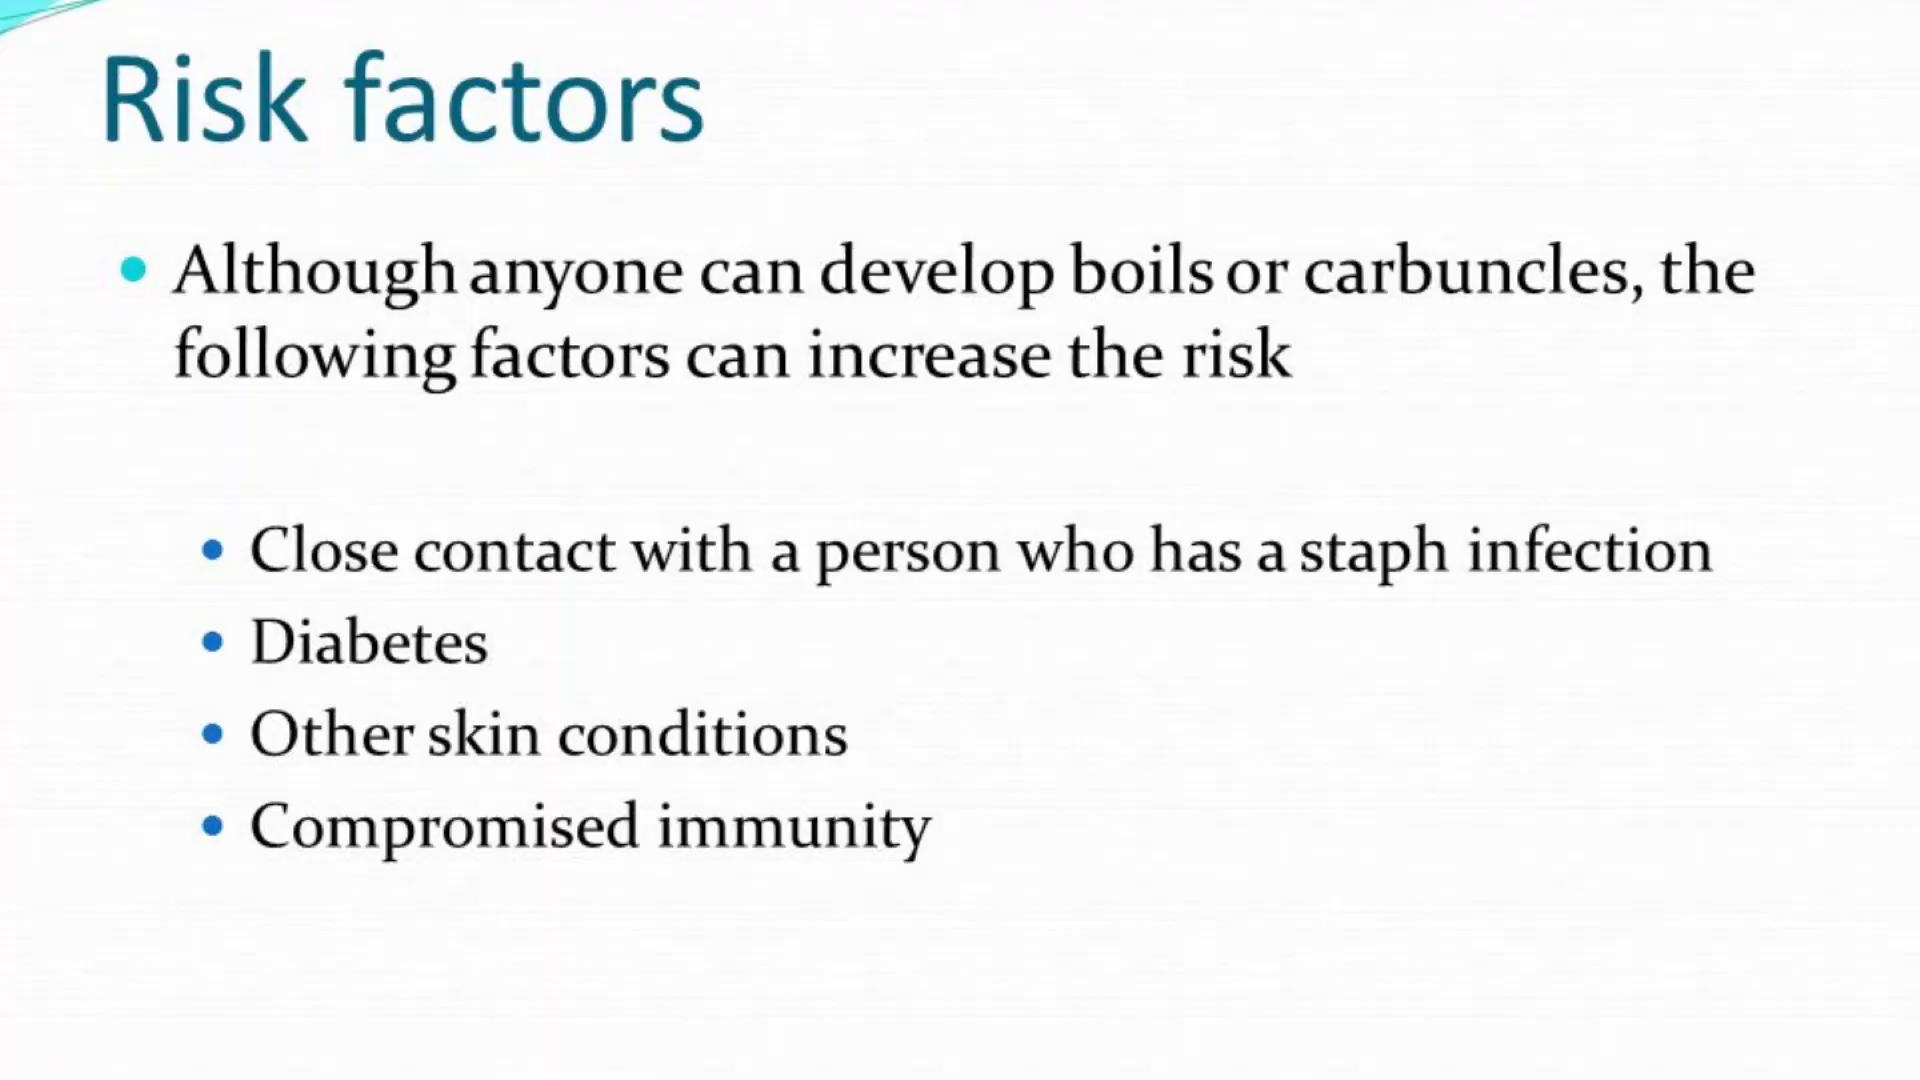 Risk factors
Although anyone can develop boils or carbuncles, the
following factors can increase the risk
Close contact with a person who has a staph infection
Diabetes
Other skin conditions
Compromised immunity